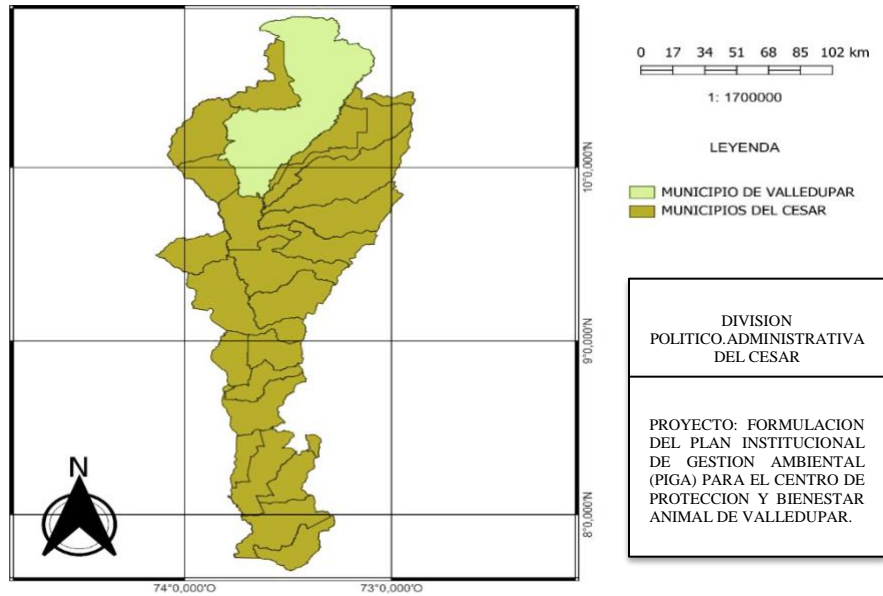 0 17 34 51 68 85 102 km
1: 1700000
LEYENDA
MUNICIPIO DE VALLEDUPAR
MUNICIPIOS DEL CESAR
10°0,000'N
9°0,000'N
8°0,000'N
N
74°0,000'O 73°0,000'O
DIVISION
POLITICO.ADMINISTRATIVA
DEL CESAR
PROYECTO: FORMULACION
DEL PLAN INSTITUCIONAL
DE GESTION AMBIENTAL
(PIGA) PARA EL CENTRO DE
PROTECCION Y BIENESTAR
ANIMAL DE VALLEDUPAR.